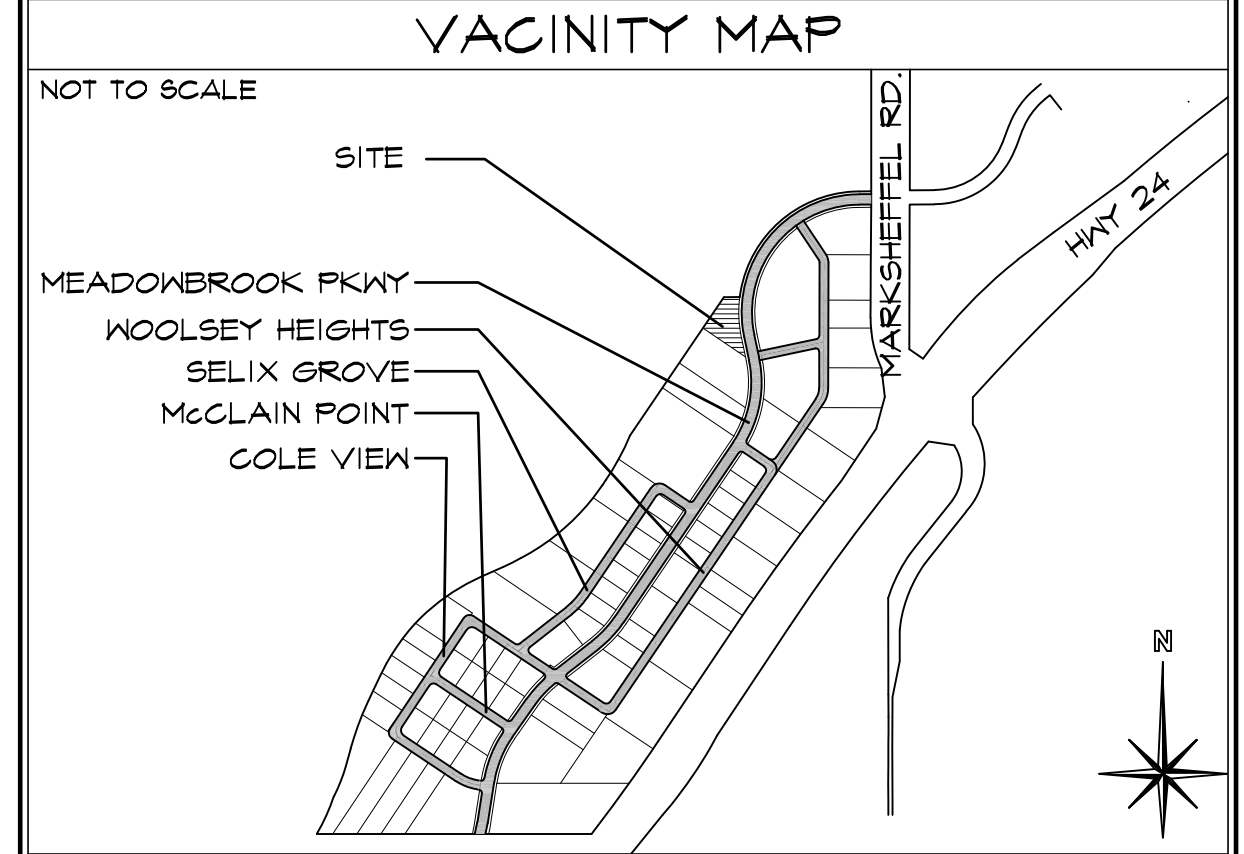 VACINITY MAP
NOT TO SCALE
MARKSHEFFEL RD.
SITE
HWY 24
MEADOWBROOK PKWY
WOOLSEY HEIGHTS
SELIX GROVE
McCLAIN POINT
COLE VIEW
N